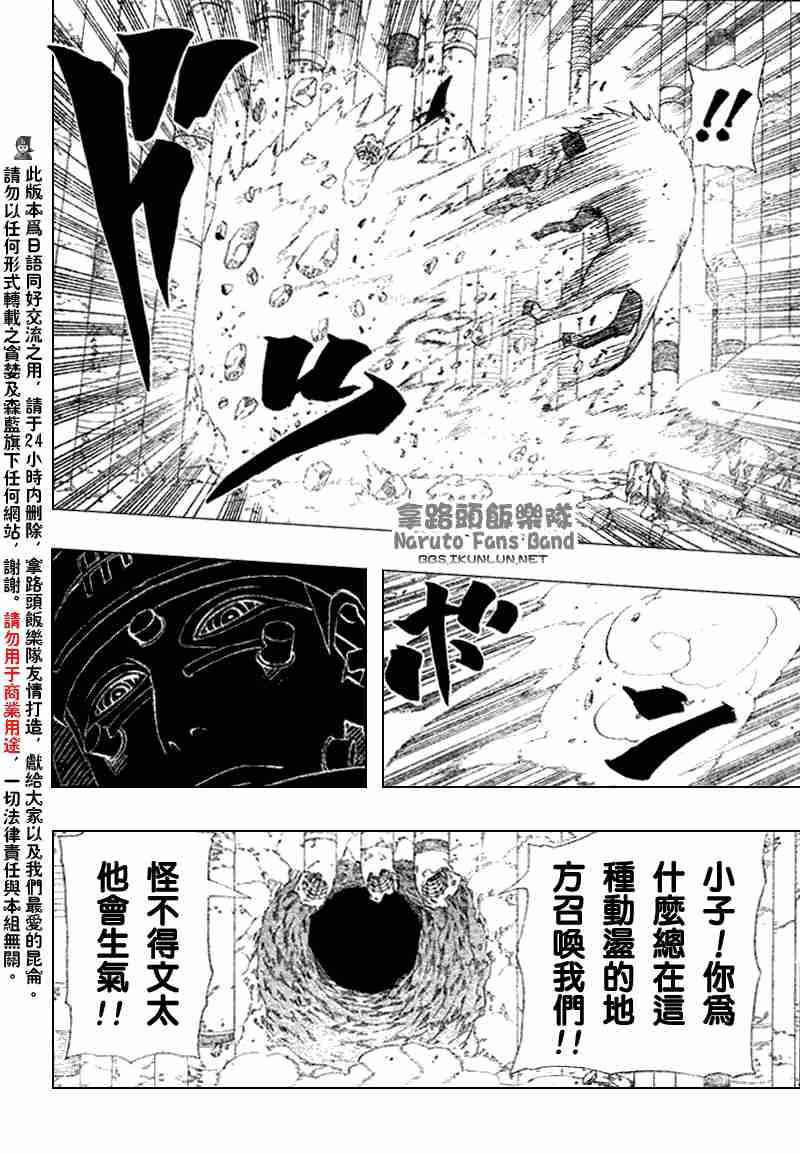 !!
ドドッ
拿路頭飯樂隊
Naruto Fans Band
BBS.IKUNLUN.NET
ボン
小子!你為
什麼總在這
種動盪的地
方召喚我們!!
怪不得文太
他會生氣!!
此版本爲日語同好交流之用,請于24小時内删除,拿路頭飯樂隊友情打造,獻給大家以及我們最愛的昆侖。
請勿以任何形式轉載之貪婪及森藍旗下任何網站,謝謝。請勿用于商業用途,一切法律責任與本組無關。